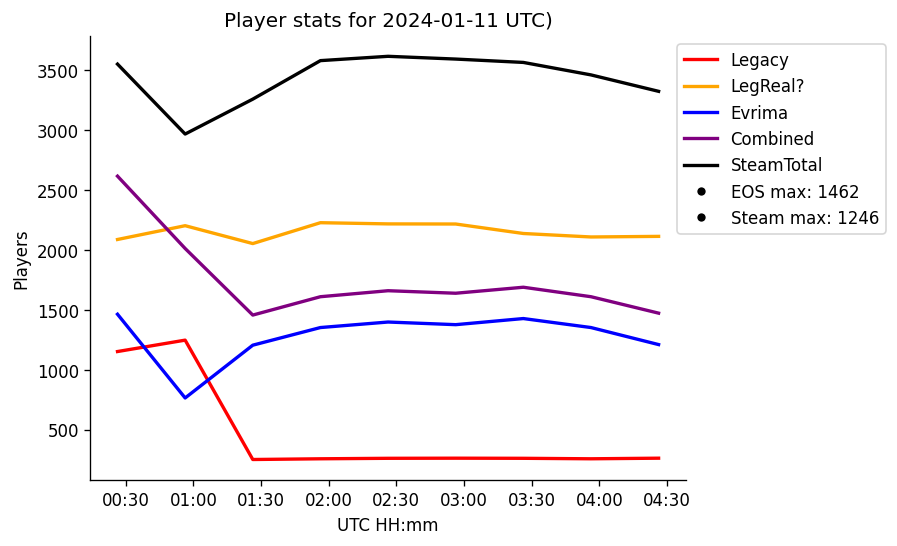 Player stats for 2024-01-11 UTC)
Legacy
LegReal?
Evrima
Combined
SteamTotal
EOS max: 1462
Steam max: 1246
Players
3500
3000
2500
2000
1500
1000
500
00:30 01:00 01:30 02:00 02:30 03:00 03:30 04:00 04:30
UTC HH:mm